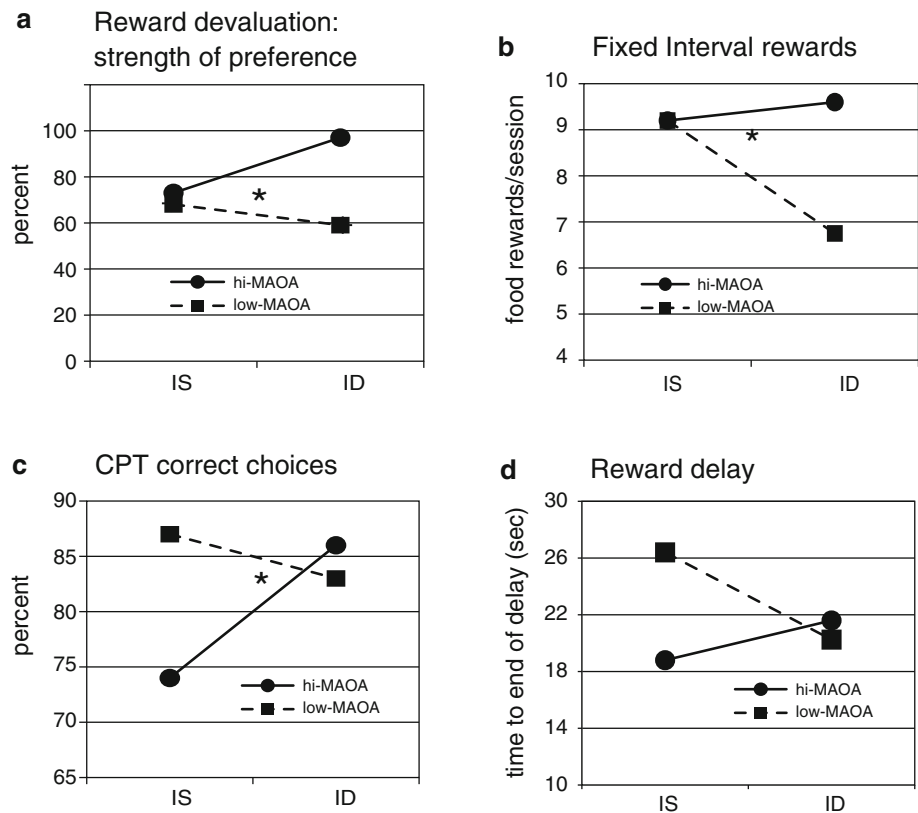 a Reward devaluation:
strength of preference
percent
100
80
60
40
20
0
hi-MAOA
low-MAOA
IS ID
*
b Fixed Interval rewards
food rewards/session
10
9
8
7
6
5
4
hi-MAOA
low-MAOA
IS ID
*
c CPT correct choices
percent
90
85
80
75
70
65
hi-MAOA
low-MAOA
IS ID
*
d Reward delay
time to end of delay (sec)
30
26
22
18
14
10
hi-MAOA
low-MAOA
IS ID